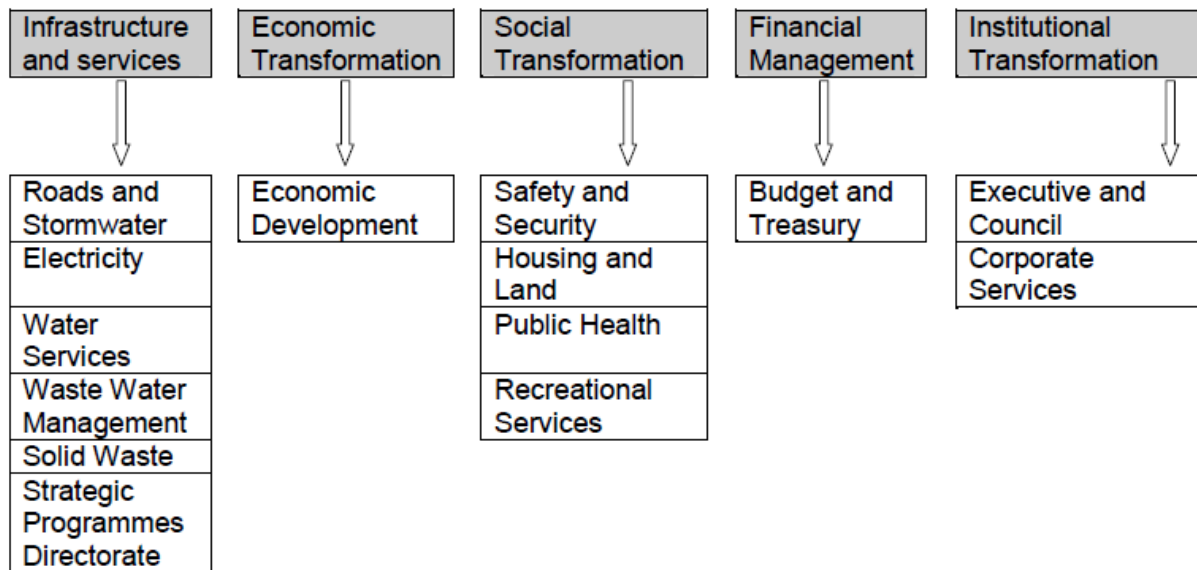 Infrastructure
and services
Economic
Transformation
Social
Transformation
Financial
Management
Institutional
Transformation
Roads and
Stormwater
Electricity
Water
Services
Waste Water
Management
Solid Waste
Strategic
Programmes
Directorate
Economic
Development
Safety and
Security
Housing and
Land
Public Health
Recreational
Services
Budget and
Treasury
Executive and
Council
Corporate
Services